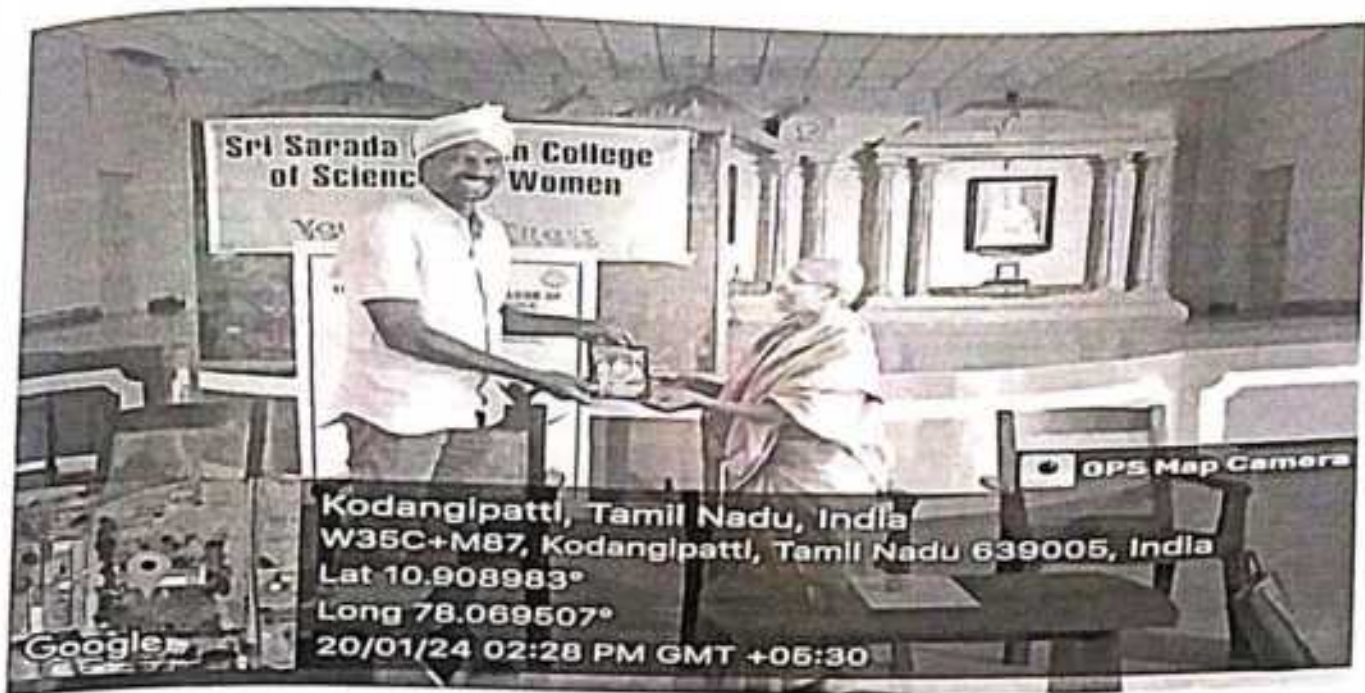 Sri Sarada College
of Science Women
GPS Map Camera
Kodangipatti, Tamil Nadu, India
W35C+M87, Kodangipatti, Tamil Nadu 639005, India
Lat 10.908983°
Long 78.069507°
20/01/24 02:28 PM GMT +05:30
Google